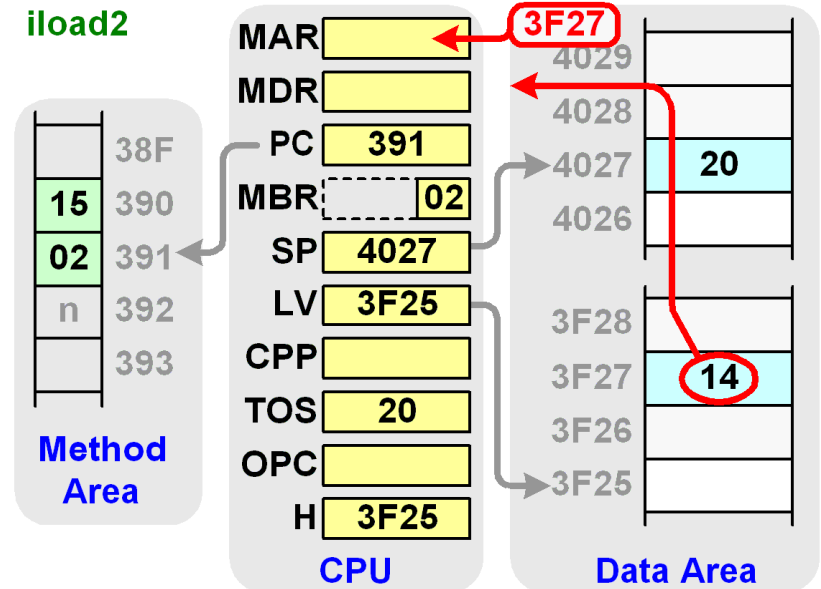 iload2
38F
15 390
02 391
n 392
393
Method
Area
MAR
MDR
PC 391
MBR 02
SP 4027
LV 3F25
CPP
TOS 20
OPC
H 3F25
CPU
3F27
4029
4028
4027 20
4026
3F28
3F27 14
3F26
3F25
Data Area